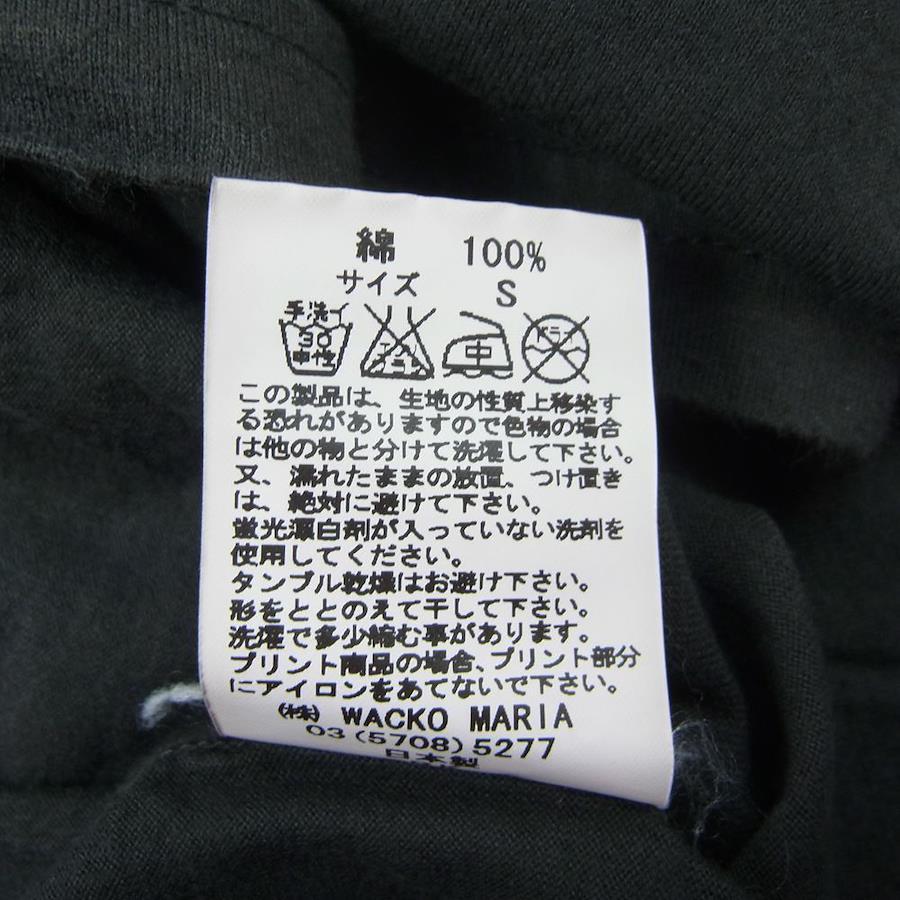 綿 100%
サイズ S
手洗イ
30
中性
エンソ
サラシ
中
ドライ
この製品は、生地の性質上移染す
る恐れがありますので色物の場合
は他の物と分けて洗濯して下さい。
又、濡れたままの放置、つけ置き
は、絶対に避けて下さい。
蛍光漂白剤が入っていない洗剤を
使用してください。
タンブル乾燥はお避け下さい。
形をととのえて干して下さい。
洗濯で多少縮む事があります。
プリント商品の場合、プリント部分
にアイロンをあてないで下さい。
(株) WACKO MARIA
03(5708)5277
日本製